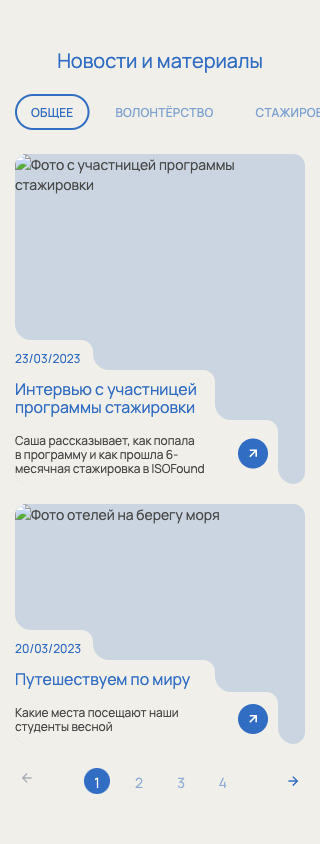 Новости и материалы
ОБЩЕЕ ВОЛОНТЁРСТВО
Фото с участницей программы
стажировки
23/03/2023
Интервью с участницей
программы стажировки
Саша рассказывает, как попала
в программу и как прошла 6-
месячная стажировка в ISOFound
Фото отелей на берегу моря
20/03/2023
Путешествуем по миру
Какие места посещают наши
студенты весной
1 2 3 4